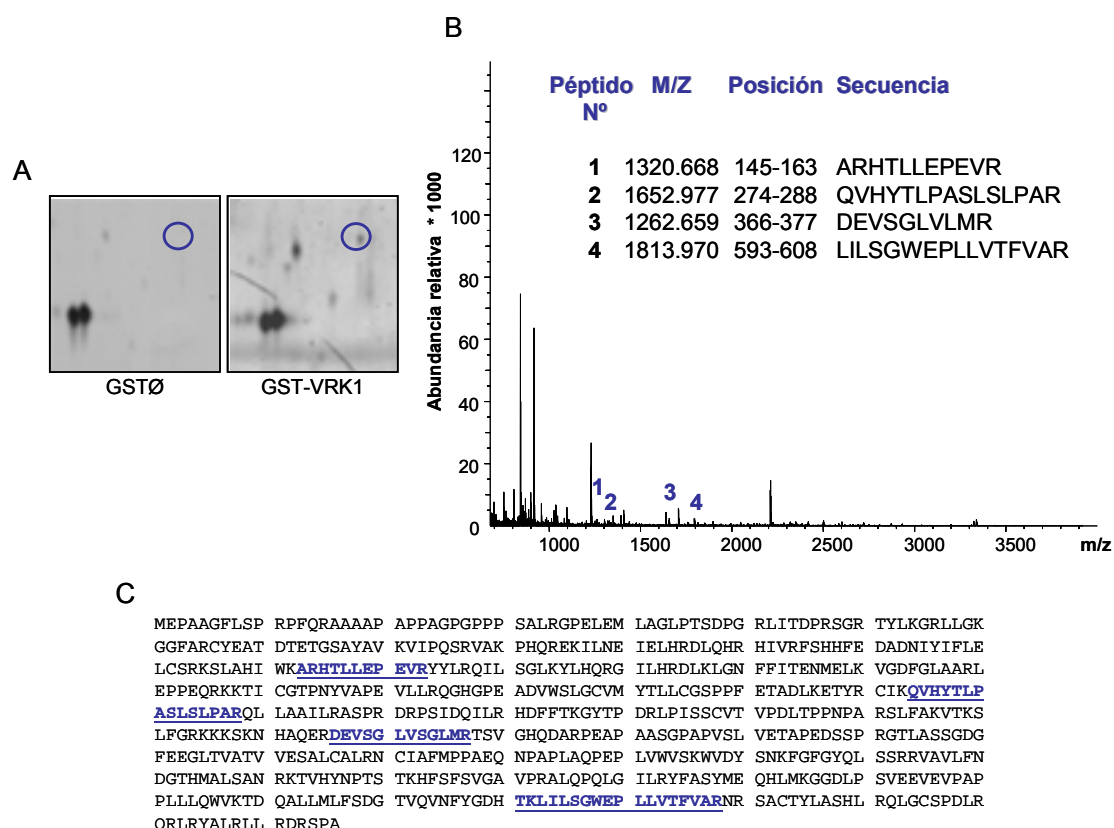 A
GSTØ
GST-VRK1
B
Péptido Nº M/Z Posición Secuencia
1 1320.668 145-163 ARHTLLEPEVR
2 1652.977 274-288 QVHYTLPASLSLPAR
3 1262.659 366-377 DEVSGLVLMR
4 1813.970 593-608 LILSGWEPLLVTFVAR
Abundancia relativa * 1000
120
100
80
60
40
20
0
1 2 3 4
1000 1500 2000 2500 3000 3500 m/z
C
MEPAAGFLSP RPFQRAAAAP APPAGPGPPP SALRGPELEM LAGLPTSDPG RLITDPRSGR TYLKGRLLGK
GGFARCYEAT DTETGSAYAV KVIPQSRVAK PHQREKILNE IELHRDLQHR HIVRFSHHFE DADNIYIFLE
LCSRKSLAHI WKARHTLLEP EVRYYLRQIL SGLKYLHQRG ILHRDLKLGN FFITENMELK VGDFGLAARL
EPPEQRKKTI CGTPNYVAPE VLLRQGHGPE ADVWSLGCVM YTLLCGSPPF ETADLKETYR CIKQVHYTLP
ASLSLPARQL LAAILRASPR DRPSIDQILR HDFFTKGYTP DRLPISSCVT VPDLTPPNPA RSLFAKVTKS
LFGRKKKSKN HAQERDEVSG LVSGLMRTSV GHQDARPEAP AASGPAPVSL VETAPEDSSP RGTLASSGDG
FEEGLTVATV VESALCALRN CIAFMPPAEQ NPAPLAQPEP LVWVSKWVDY SNKFGFGYQL SSRRVAVLFN
DGTHMALSAN RKTVHYNPTS TKHFSFSVGA VPRALQPQLG ILRYFASYME QHLMKGGDLP SVEEVEVPAP
PLLLQWVKTD QALLMLFSDG TVQVNFYGDH TKLILSGWEP LLVTFVARNR SACTYLASHL RQLGCSPDLR
QRLRYALRLL RDRSPA